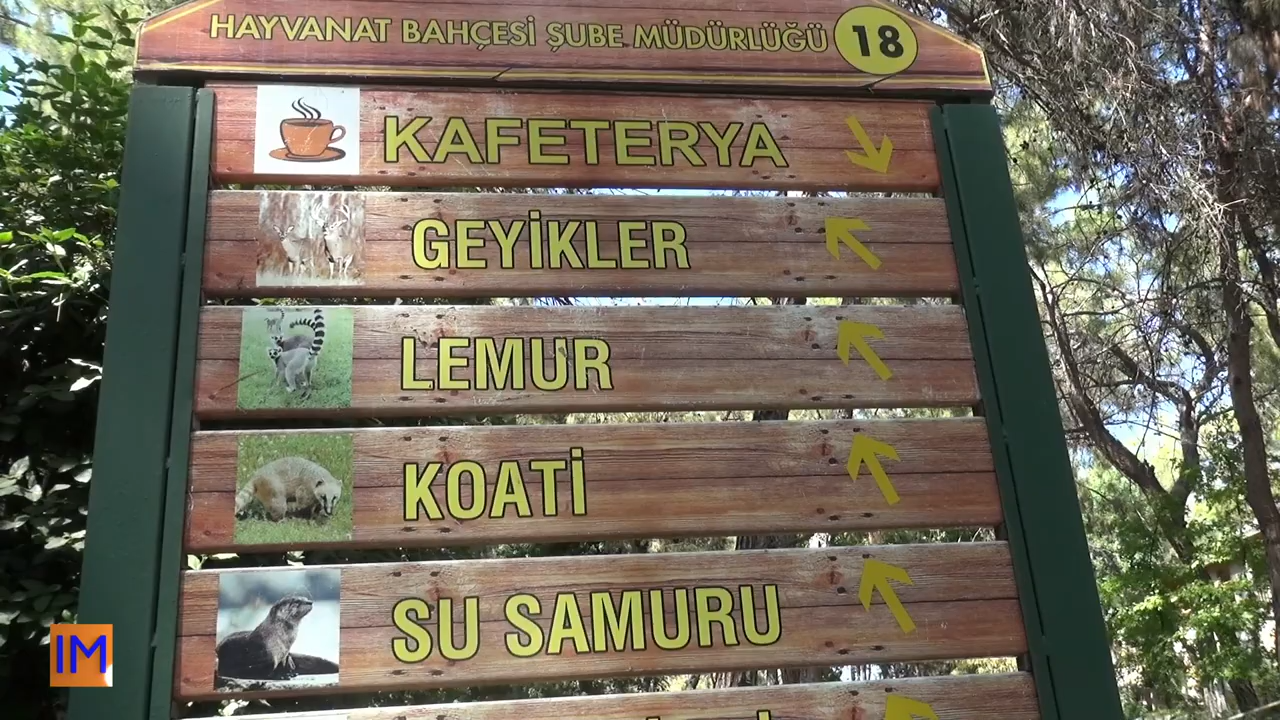 HAYVANAT BAHÇESİ ŞUBE MÜDÜRLÜĞÜ 18
KAFETERYA
GEYİKLER
LEMUR
KOATİ
SU SAMURU
IM